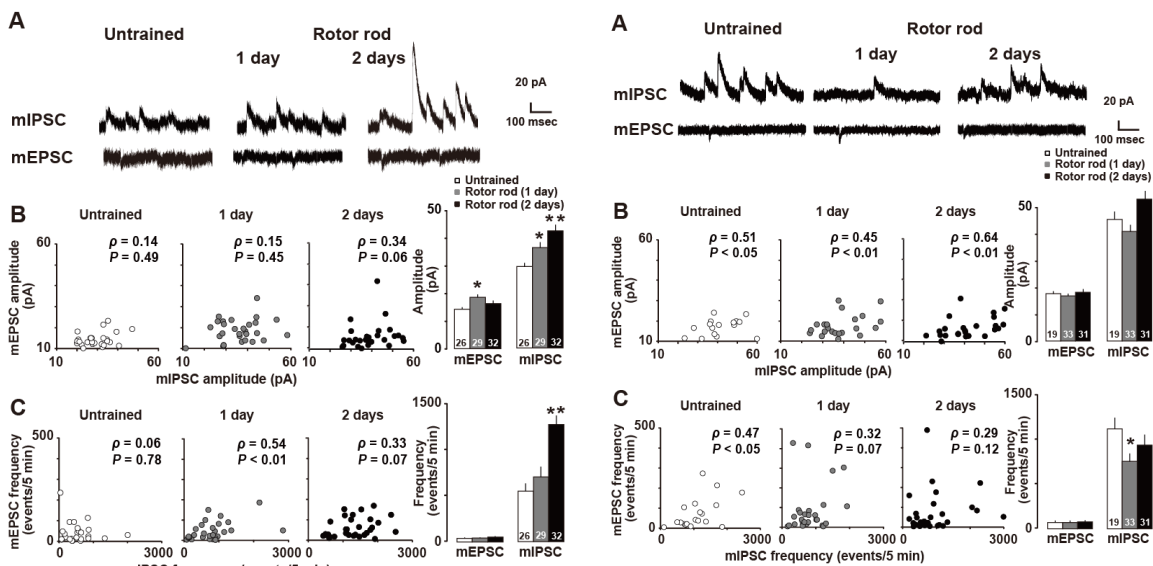 A
Untrained
Rotor rod
1 day
2 days
mIPSC
mEPSC
20 pA
100 msec
Untrained
Rotor rod (1 day)
Rotor rod (2 days)
B
Untrained
1 day
2 days
ρ = 0.14
P = 0.49
ρ = 0.15
P = 0.45
ρ = 0.34
P = 0.06
mEPSC amplitude
(pA)
60
10
10
60
10
60
mIPSC amplitude (pA)
Amplitude
(pA)
50
0
*
*
**
26 29 32
26 29 32
mEPSC
mIPSC
C
Untrained
1 day
2 days
ρ = 0.06
P = 0.78
ρ = 0.54
P < 0.01
ρ = 0.33
P = 0.07
mEPSC frequency
(events/5 min)
500
0
0
3000
0
3000
Frequency
(events/5 min)
1500
0
**
26 29 32
mEPSC
mIPSC
A
Untrained
Rotor rod
1 day
2 days
mIPSC
mEPSC
20 pA
100 msec
Untrained
Rotor rod (1 day)
Rotor rod (2 days)
B
Untrained
1 day
2 days
ρ = 0.51
P < 0.05
ρ = 0.45
P < 0.01
ρ = 0.64
P < 0.01
mEPSC amplitude
(pA)
60
10
10
60
10
60
mIPSC amplitude (pA)
Amplitude
(pA)
50
0
19 33 31
19 33 31
mEPSC
mIPSC
C
Untrained
1 day
2 days
ρ = 0.47
P < 0.05
ρ = 0.32
P = 0.07
ρ = 0.29
P = 0.12
mEPSC frequency
(events/5 min)
500
0
0
3000
0
3000
mIPSC frequency (events/5 min)
Frequency
(events/5 min)
1500
0
*
19 33 31
mEPSC
mIPSC